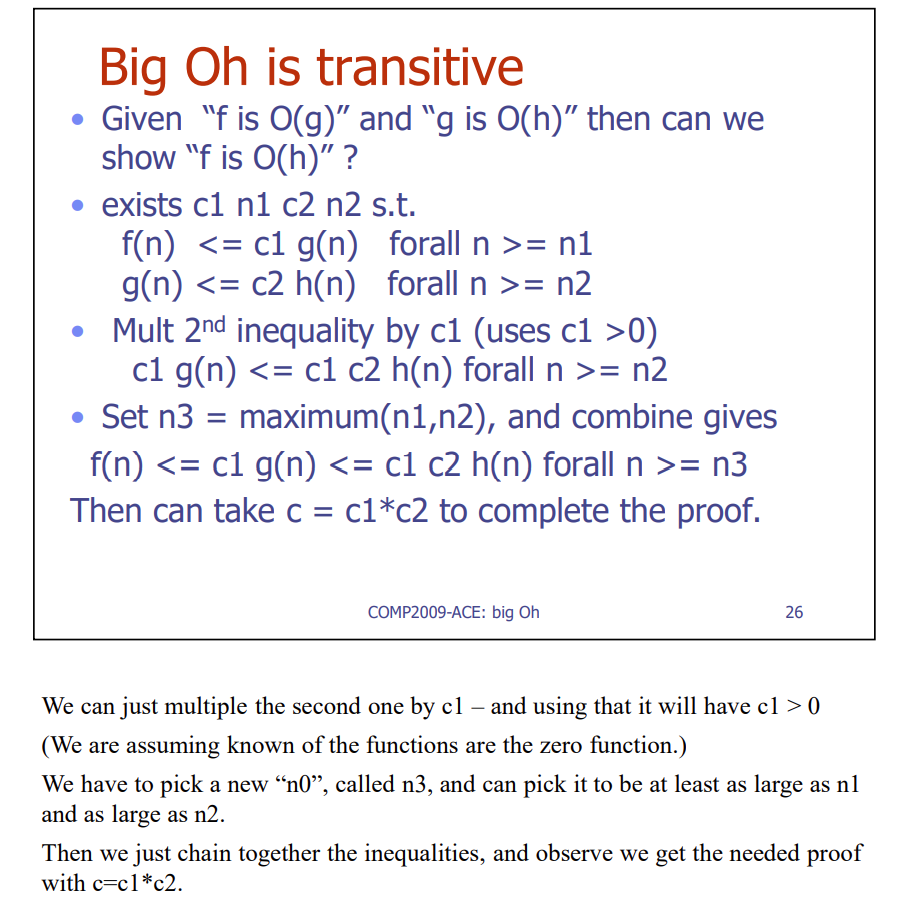 Big Oh is transitive
• Given “f is O(g)” and “g is O(h)” then can we
show “f is O(h)” ?
• exists c1 n1 c2 n2 s.t.
f(n) <= c1 g(n) forall n >= n1
g(n) <= c2 h(n) forall n >= n2
• Mult 2nd inequality by c1 (uses c1 >0)
c1 g(n) <= c1 c2 h(n) forall n >= n2
• Set n3 = maximum(n1,n2), and combine gives
f(n) <= c1 g(n) <= c1 c2 h(n) forall n >= n3
Then can take c = c1*c2 to complete the proof.
COMP2009-ACE: big Oh 26
We can just multiple the second one by c1 – and using that it will have c1 > 0
(We are assuming known of the functions are the zero function.)
We have to pick a new “n0”, called n3, and can pick it to be at least as large as n1
and as large as n2.
Then we just chain together the inequalities, and observe we get the needed proof
with c=c1*c2.